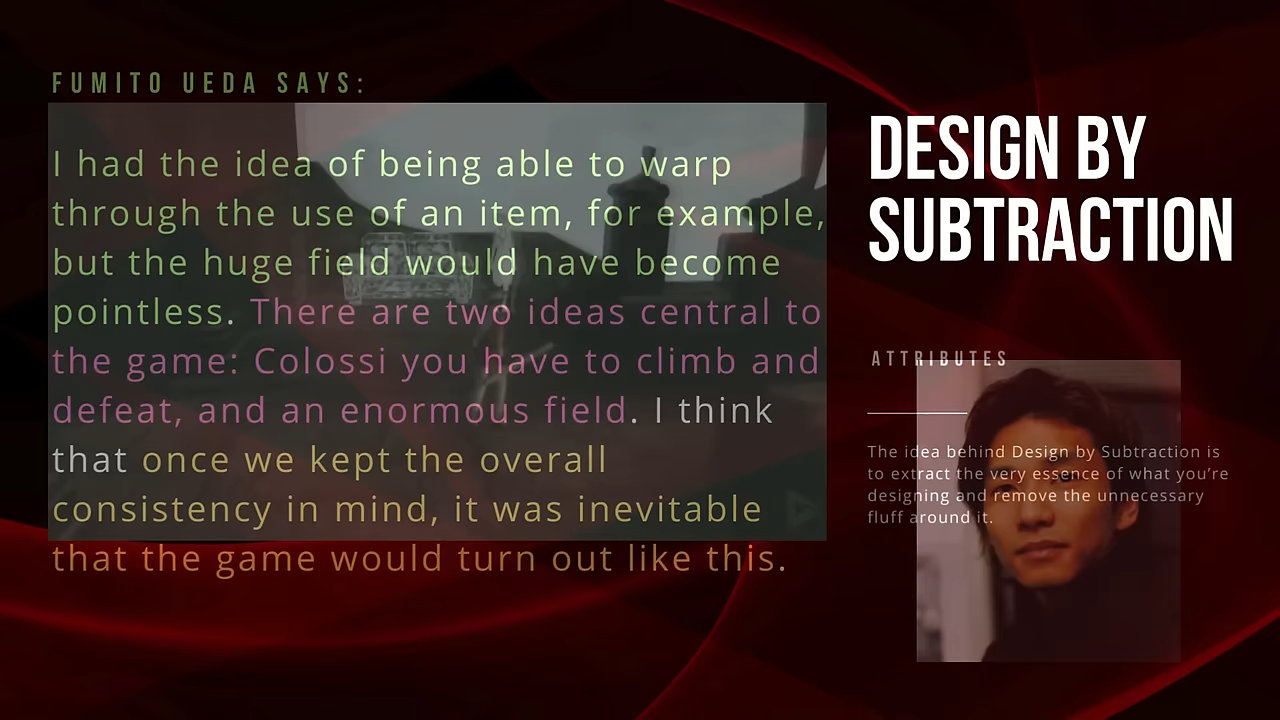 FUMITO UEDA SAYS:
I had the idea of being able to warp
through the use of an item, for example,
but the huge field would have become
pointless. There are two ideas central to
the game: Colossi you have to climb and
defeat, and an enormous field. I think
that once we kept the overall
consistency in mind, it was inevitable
that the game would turn out like this.
DESIGN BY
SUBTRACTION
ATTRIBUTES
The idea behind Design by Subtraction is
to extract the very essence of what you’re
designing and remove the unnecessary
fluff around it.